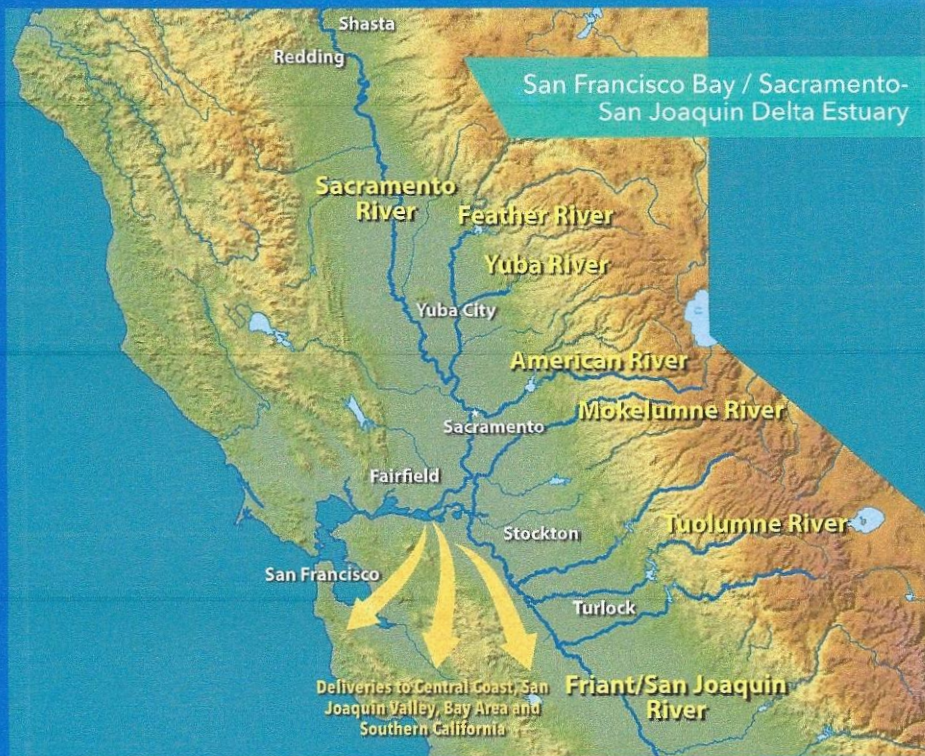 Shasta
Redding
San Francisco Bay / Sacramento-
San Joaquin Delta Estuary
Sacramento
River
Feather River
Yuba River
Yuba City
American River
Mokelumne River
Sacramento
Fairfield
Tuolumne River
Stockton
San Francisco
Turlock
Deliveries to Central Coast, San
Joaquin Valley, Bay Area and
Southern California
Friant/San Joaquin
River